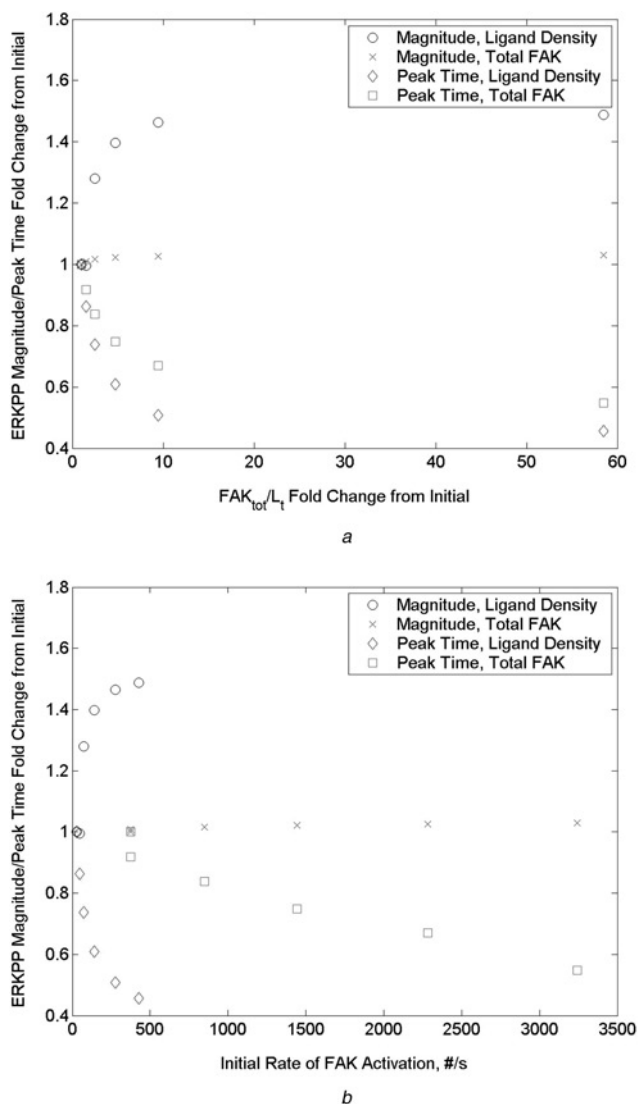 1.8
1.6
1.4
1.2
1
0.8
0.6
0.4
ERKPP Magnitude/Peak Time Fold Change from Initial
Magnitude, Ligand Density
Magnitude, Total FAK
Peak Time, Ligand Density
Peak Time, Total FAK
0 10 20 30 40 50 60
FAKtot/Lt Fold Change from Initial
a
1.8
1.6
1.4
1.2
1
0.8
0.6
0.4
ERKPP Magnitude/Peak Time Fold Change from Initial
Magnitude, Ligand Density
Magnitude, Total FAK
Peak Time, Ligand Density
Peak Time, Total FAK
0 500 1000 1500 2000 2500 3000 3500
Initial Rate of FAK Activation, #/s
b